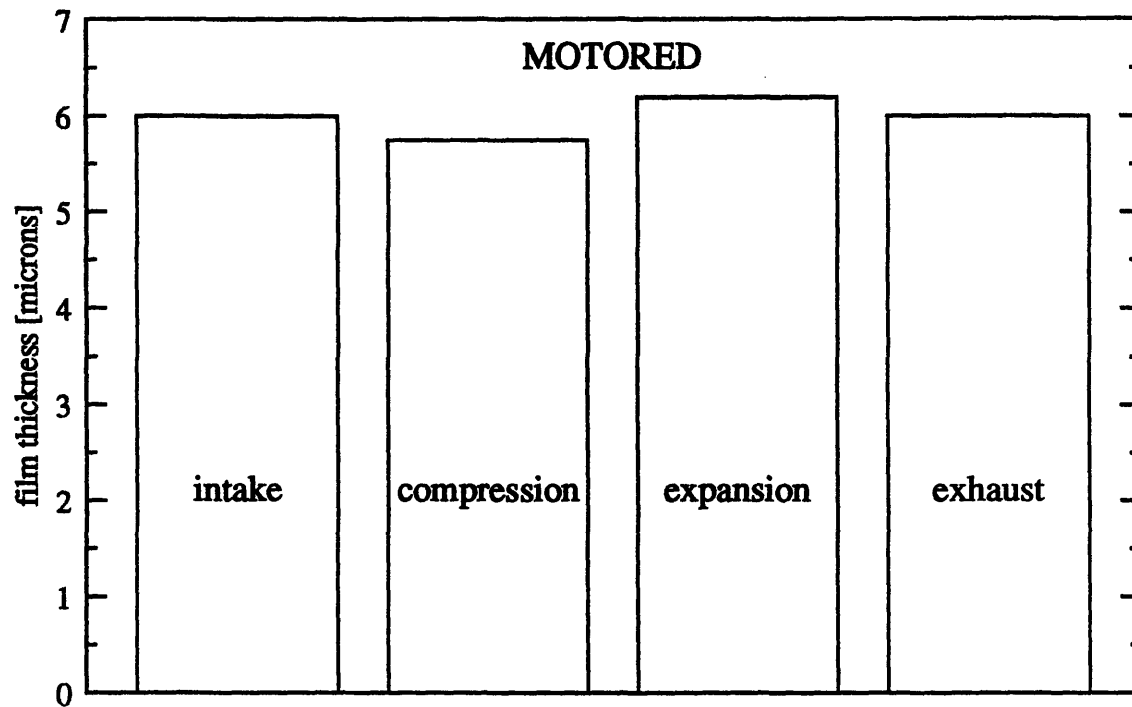 MOTORED
7
6
5
4
3
2
1
0
film thickness [microns]
intake
compression
expansion
exhaust